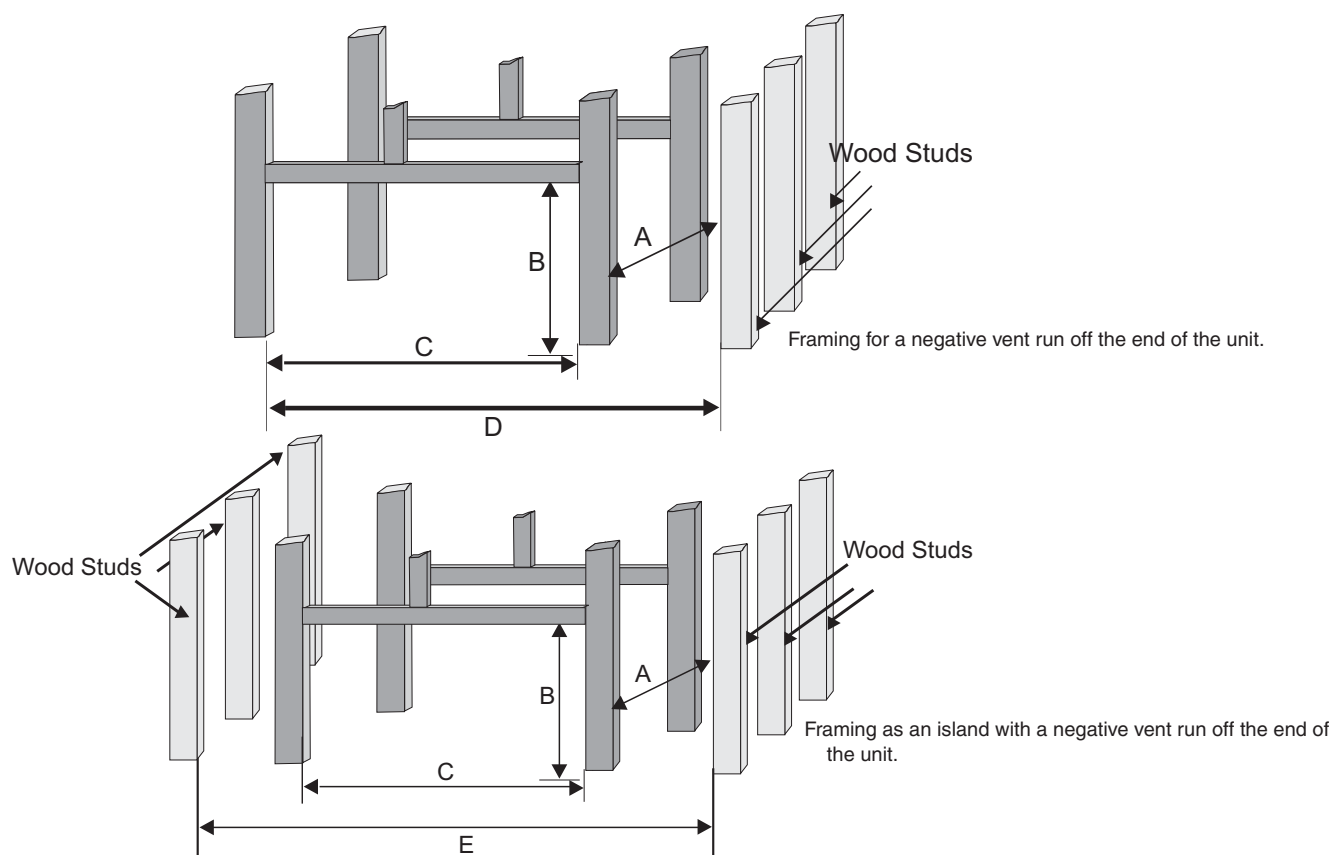 Wood Studs
A
B
Framing for a negative vent run off the end of the unit.
C
D
Wood Studs
Wood Studs
A
B
Framing as an island with a negative vent run off the end of
the unit.
C
E